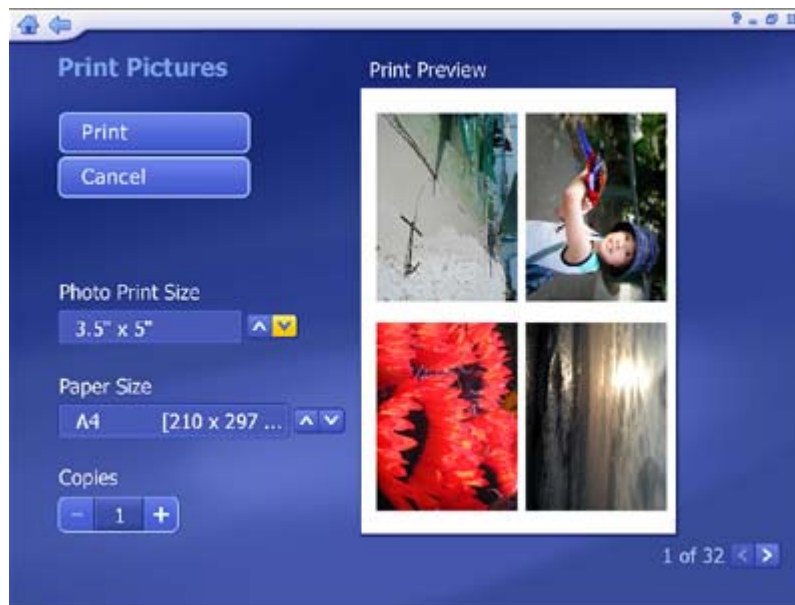 Print Pictures
Print Preview
Print
Cancel
Photo Print Size
3.5" x 5"
Paper Size
A4 [210 x 297 ...
Copies
- 1 +
1 of 32 < >